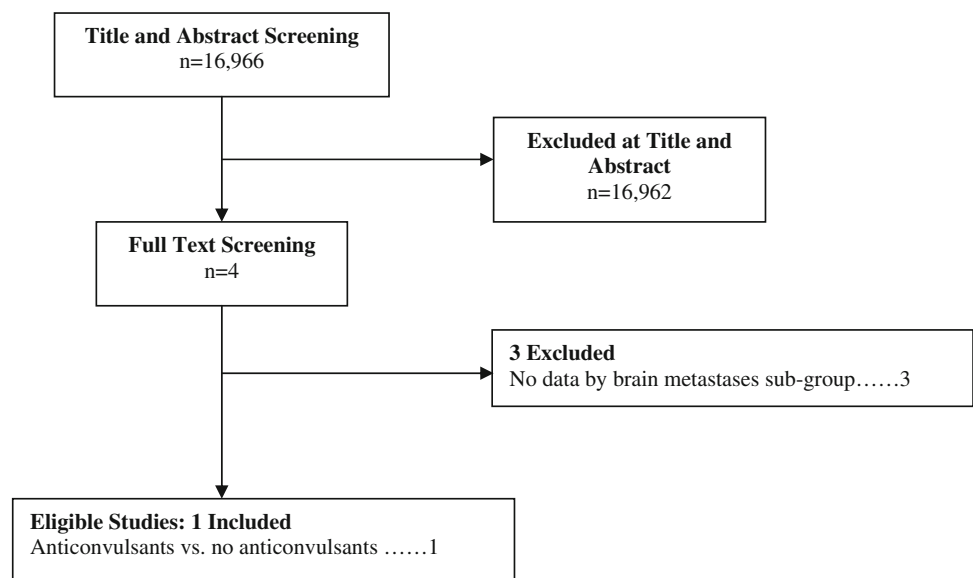 Title and Abstract Screening
n=16,966
Excluded at Title and
Abstract
n=16,962
Full Text Screening
n=4
3 Excluded
No data by brain metastases sub-group……3
Eligible Studies: 1 Included
Anticonvulsants vs. no anticonvulsants ……1